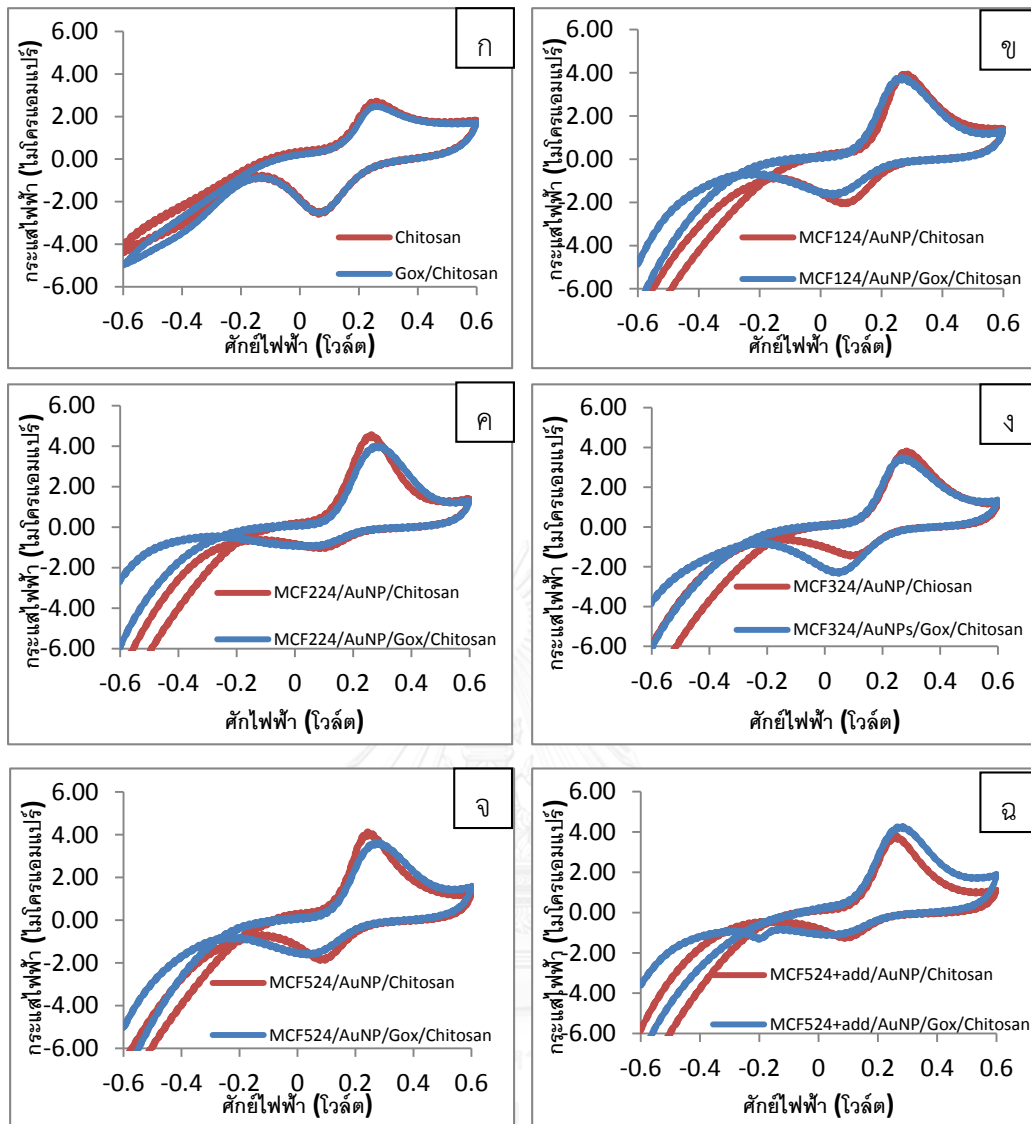 ก
6.00
4.00
2.00
0.00
-2.00
-4.00
-6.00
กระแสไฟฟ้า (ไมโครแอมแปร์)
Chitosan
Gox/Chitosan
-0.6 -0.4 -0.2 0 0.2 0.4 0.6
ศักย์ไฟฟ้า (โวล์ต)
ข
6.00
4.00
2.00
0.00
-2.00
-4.00
-6.00
กระแสไฟฟ้า (ไมโครแอมแปร์)
MCF124/AuNP/Chitosan
MCF124/AuNP/Gox/Chitosan
-0.6 -0.4 -0.2 0 0.2 0.4 0.6
ศักย์ไฟฟ้า (โวล์ต)
ค
6.00
4.00
2.00
0.00
-2.00
-4.00
-6.00
กระแสไฟฟ้า (ไมโครแอมแปร์)
MCF224/AuNP/Chitosan
MCF224/AuNP/Gox/Chitosan
-0.6 -0.4 -0.2 0 0.2 0.4 0.6
ศักไฟฟ้า (โวล์ต)
ง
6.00
4.00
2.00
0.00
-2.00
-4.00
-6.00
กระแสไฟฟ้า (ไมโครแอมแปร์)
MCF324/AuNP/Chiosan
MCF324/AuNPs/Gox/Chitosan
-0.6 -0.4 -0.2 0 0.2 0.4 0.6
ศักย์ไฟฟ้า (โวล์ต)
จ
6.00
4.00
2.00
0.00
-2.00
-4.00
-6.00
กระแสไฟฟ้า (ไมโครแอมแปร์)
MCF524/AuNP/Chitosan
MCF524/AuNP/Gox/Chitosan
-0.6 -0.4 -0.2 0 0.2 0.4 0.6
ศักย์ไฟฟ้า (โวล์ต)
ฉ
6.00
4.00
2.00
0.00
-2.00
-4.00
-6.00
กระแสไฟฟ้า (ไมโครแอมแปร์)
MCF524+add/AuNP/Chitosan
MCF524+add/AuNP/Gox/Chitosan
-0.6 -0.4 -0.2 0 0.2 0.4 0.6
ศักย์ไฟฟ้า (โวล์ต)